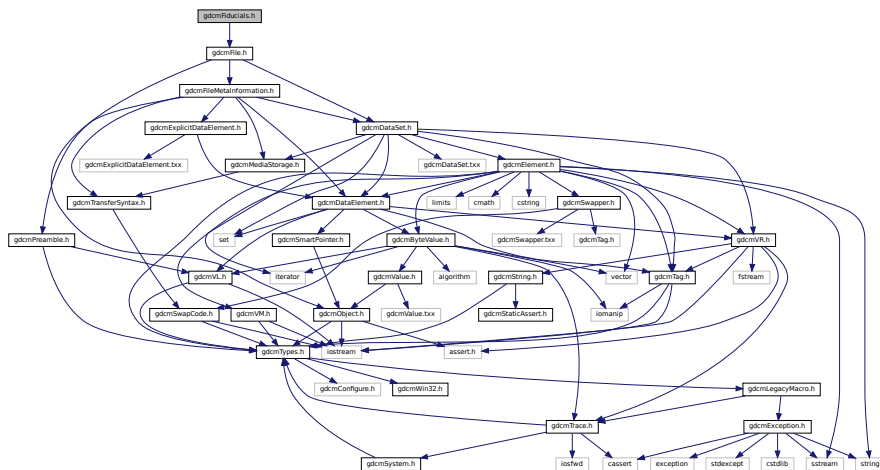 gdcmFiducials.h
gdcmFile.h
gdcmFileMetaInformation.h
gdcmExplicitDataElement.h
gdcmDataSet.h
gdcmExplicitDataElement.txx
gdcmMediaStorage.h
gdcmDataSet.txx
gdcmElement.h
gdcmTransferSyntax.h
gdcmDataElement.h
limits
cmath
cstring
gdcmSwapper.h
gdcmPreamble.h
set
gdcmSmartPointer.h
gdcmByteValue.h
gdcmSwapper.txx
gdcmTag.h
gdcmVR.h
gdcmVL.h
iterator
gdcmValue.h
algorithm
gdcmString.h
vector
gdcmTag.h
fstream
gdcmSwapCode.h
gdcmVM.h
gdcmObject.h
gdcmValue.txx
gdcmStaticAssert.h
iomanip
gdcmTypes.h
iostream
assert.h
gdcmConfigure.h
gdcmWin32.h
gdcmLegacyMacro.h
gdcmTrace.h
gdcmException.h
gdcmSystem.h
iosfwd
cassert
exception
stdexcept
cstdlib
sstream
string